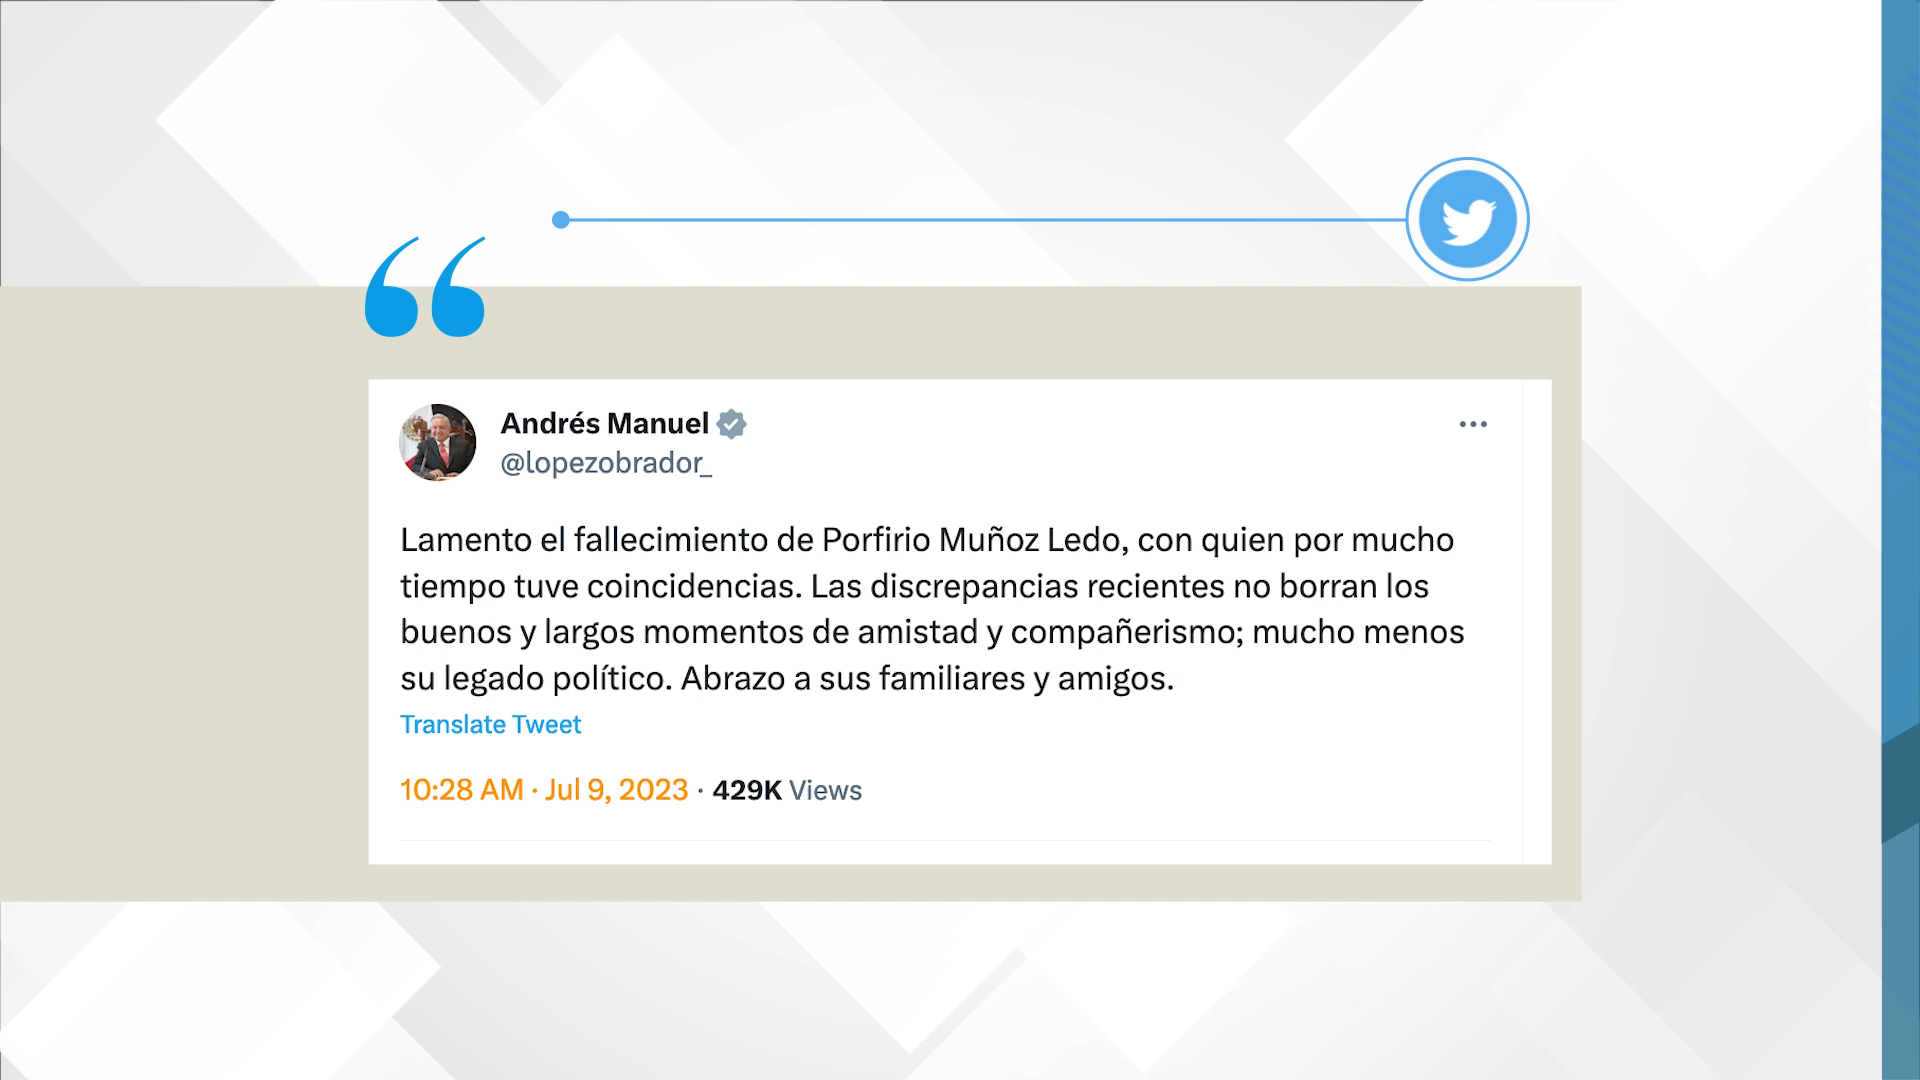 Andrés Manuel
@lopezobrador_
Lamento el fallecimiento de Porfirio Muñoz Ledo, con quien por mucho
tiempo tuve coincidencias. Las discrepancias recientes no borran los
buenos y largos momentos de amistad y compañerismo; mucho menos
su legado político. Abrazo a sus familiares y amigos.
Translate Tweet
10:28 AM · Jul 9, 2023 · 429K Views